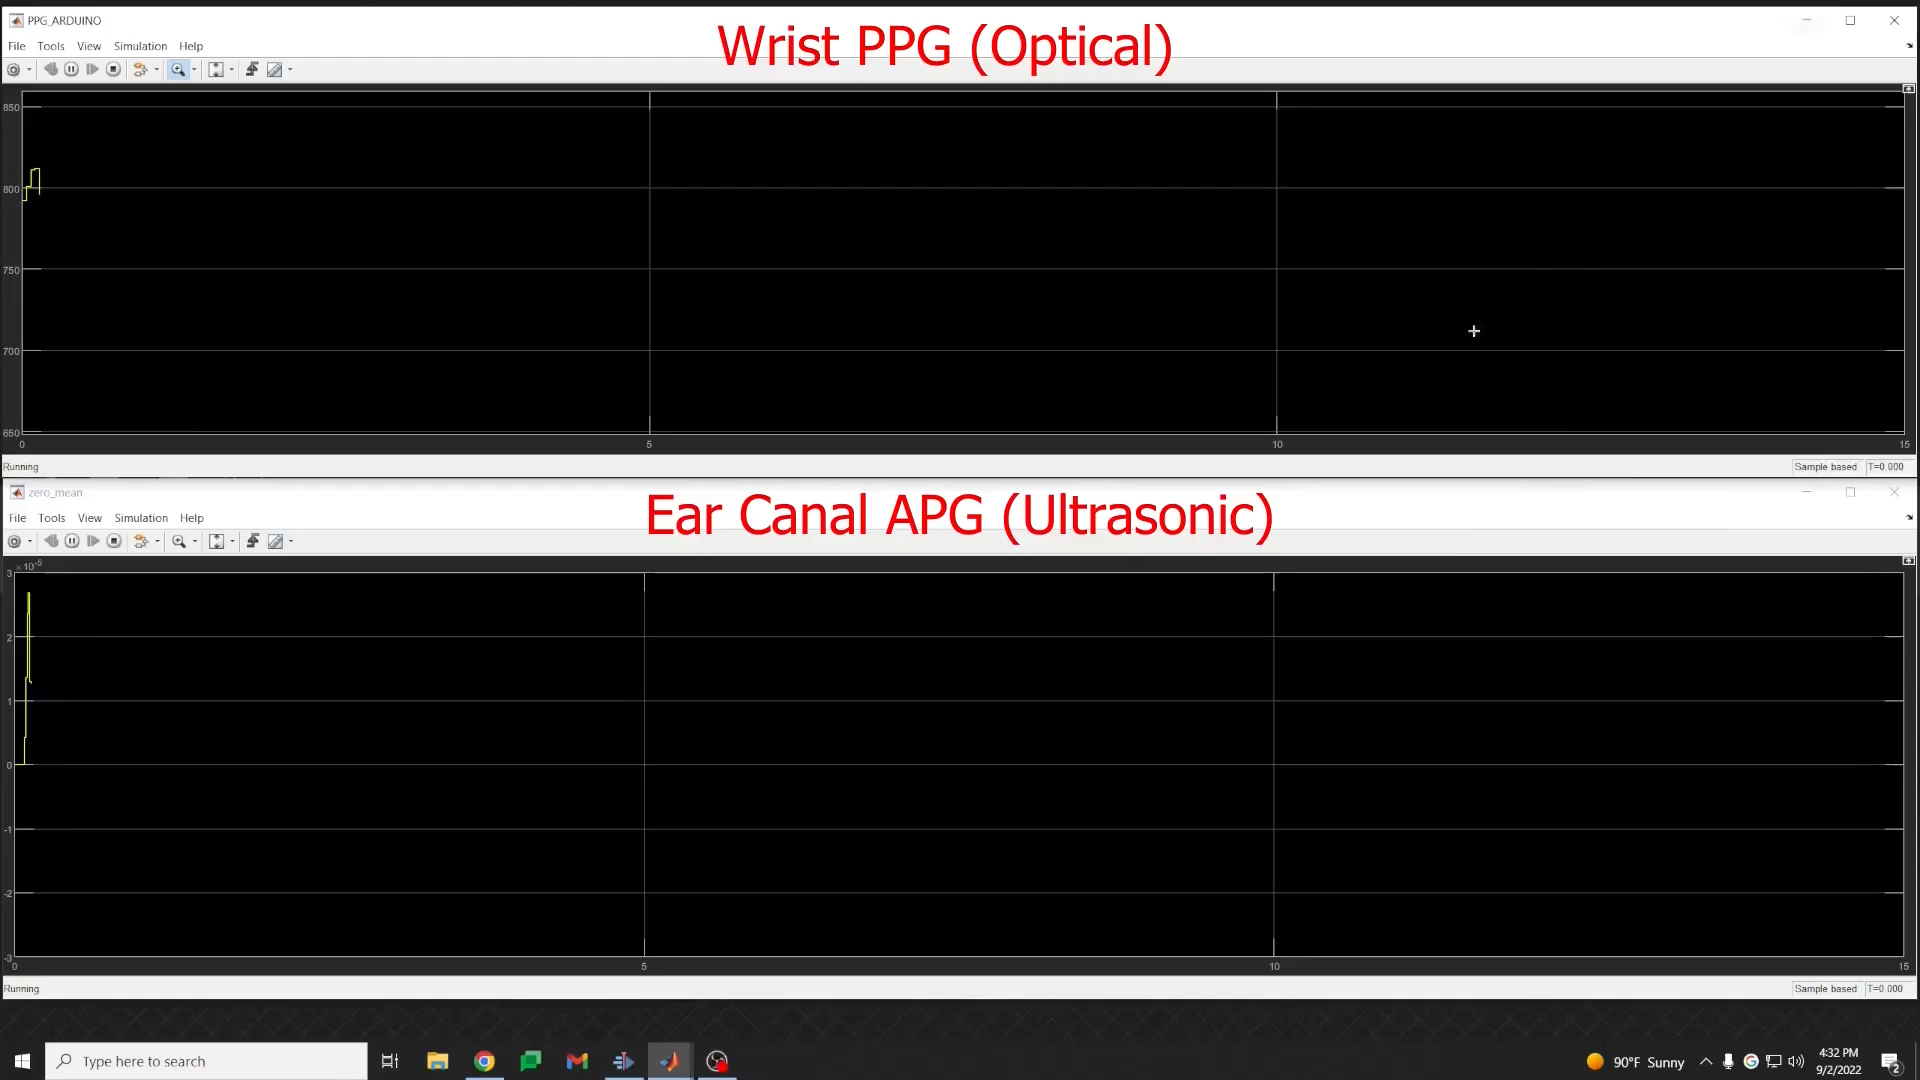 PPG_ARDUINO
Wrist PPG (Optical)
File Tools View Simulation Help
850
800
750
700
650
0 5 10 15
Running
Sample based T=0.000
zero_mean
Ear Canal APG (Ultrasonic)
File Tools View Simulation Help
×10-5
3
2
1
0
-1
-2
-3
0 5 10 15
Running
Sample based T=0.000
Type here to search
90°F Sunny
4:32 PM
9/2/2022
2